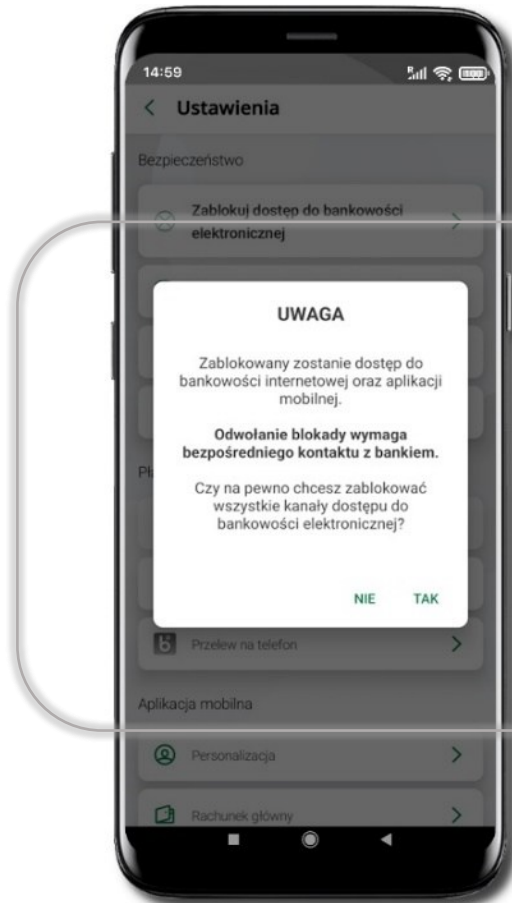 14:59
Ustawienia
Bezpieczeństwo
Zablokuj dostęp do bankowości
elektronicznej
UWAGA
Zablokowany zostanie dostęp do
bankowości internetowej oraz aplikacji
mobilnej.
Odwołanie blokady wymaga
bezpośredniego kontaktu z bankiem.
Czy na pewno chcesz zablokować
wszystkie kanały dostępu do
bankowości elektronicznej?
NIE TAK
Przelew na telefon
Aplikacja mobilna
Personalizacja
Rachunek główny